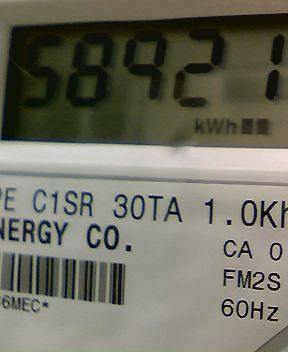 58921
kWh
PE C1SR 30TA 1.0Kh
NERGY CO.
CA 0
FM2S
6MEC*
60Hz